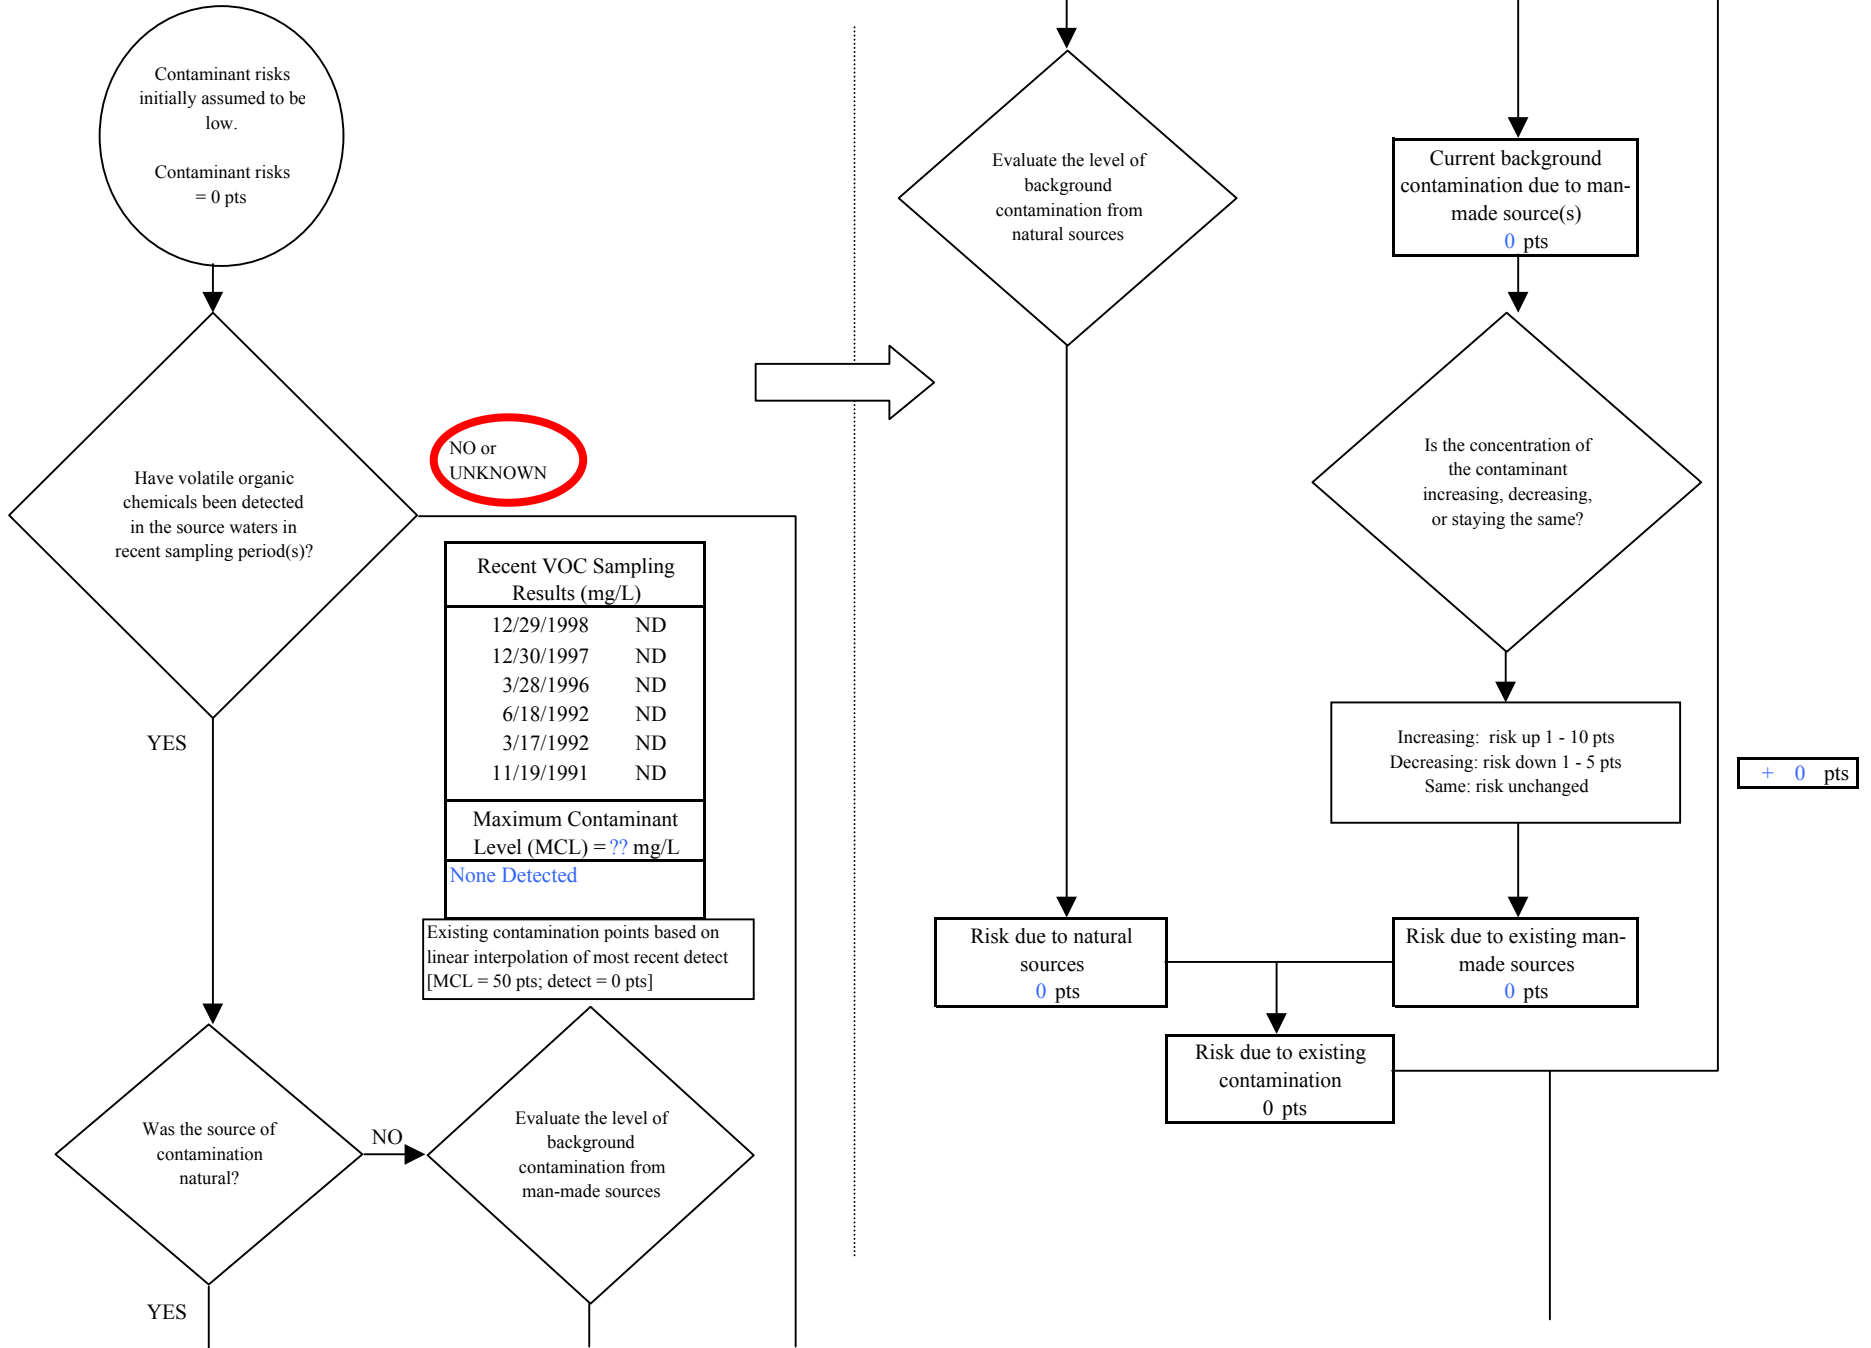 Contaminant risks
initially assumed to be
low.
Contaminant risks
= 0 pts
Have volatile organic
chemicals been detected
in the source waters in
recent sampling period(s)?
NO or
UNKNOWN
YES
Recent VOC Sampling
Results (mg/L)
12/29/1998 ND
12/30/1997 ND
3/28/1996 ND
6/18/1992 ND
3/17/1992 ND
11/19/1991 ND
Maximum Contaminant
Level (MCL) = ?? mg/L
None Detected
Existing contamination points based on
linear interpolation of most recent detect
[MCL = 50 pts; detect = 0 pts]
Was the source of
contamination
natural?
NO
YES
Evaluate the level of
background
contamination from
man-made sources
Evaluate the level of
background
contamination from
natural sources
Current background
contamination due to man-
made source(s)
0 pts
Is the concentration of
the contaminant
increasing, decreasing,
or staying the same?
Increasing: risk up 1 - 10 pts
Decreasing: risk down 1 - 5 pts
Same: risk unchanged
+ 0 pts
Risk due to natural
sources
0 pts
Risk due to existing man-
made sources
0 pts
Risk due to existing
contamination
0 pts